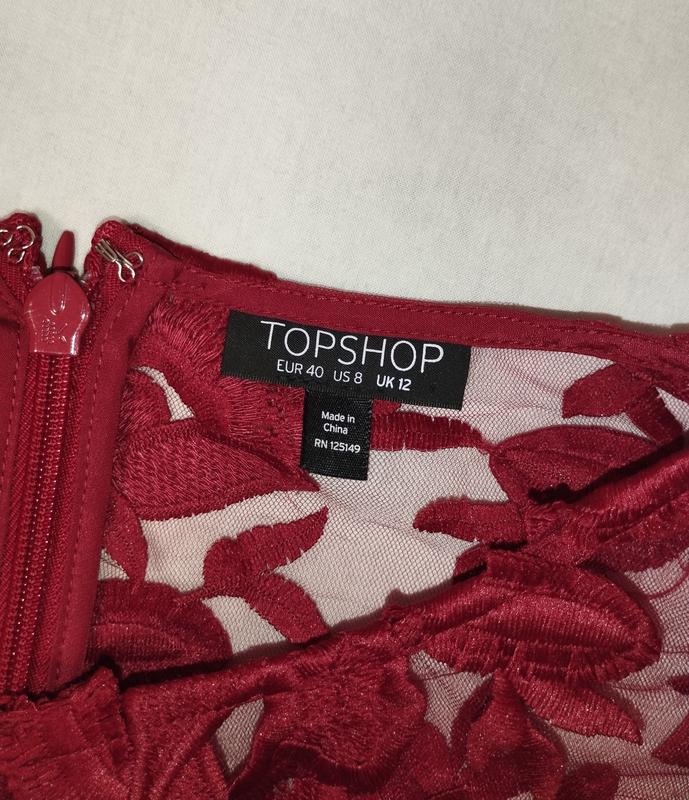 TOPSHOP
EUR 40 US 8 UK 12
Made in
China
RN 125149